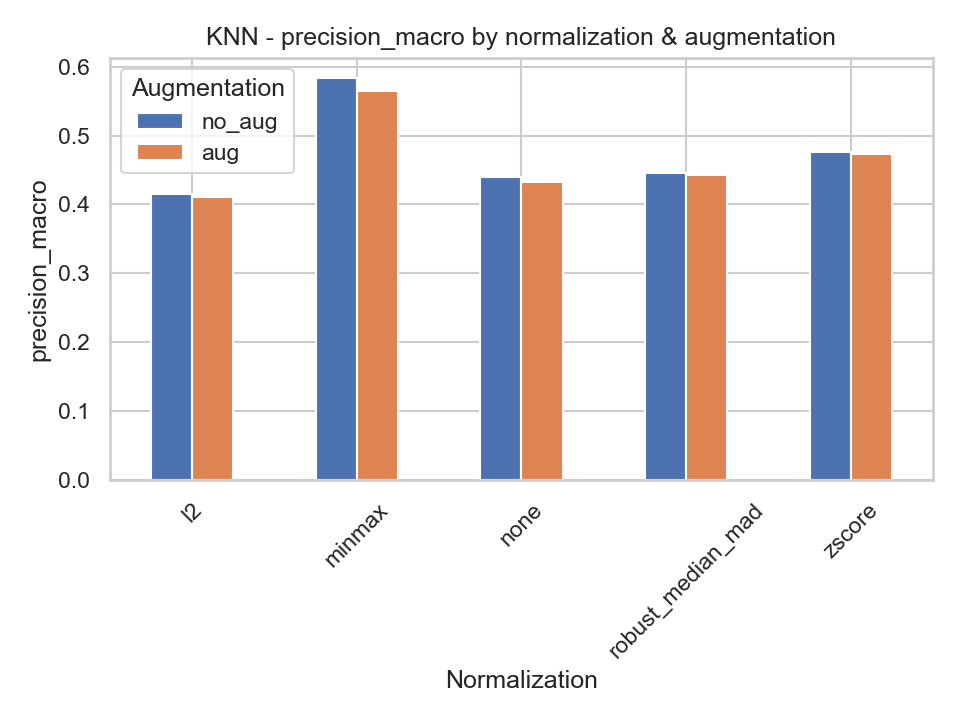 KNN - precision_macro by normalization & augmentation
precision_macro
0.6
0.5
0.4
0.3
0.2
0.1
0.0
Augmentation
no_aug
aug
l2
minmax
none
robust_median_mad
zscore
Normalization